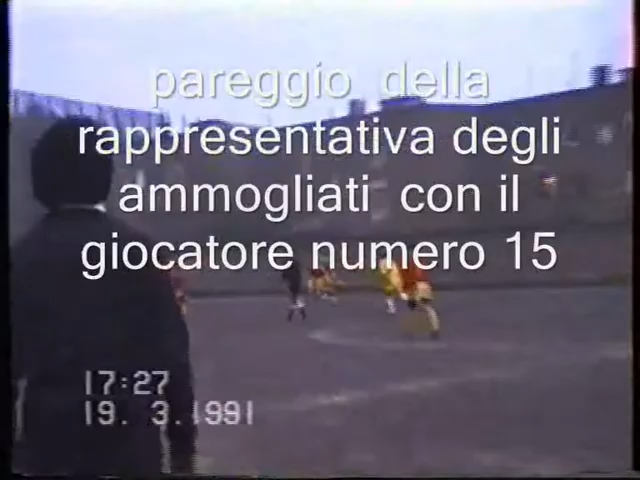 pareggio della
rappresentativa degli
ammogliati con il
giocatore numero 15
17:27
19. 3.1991